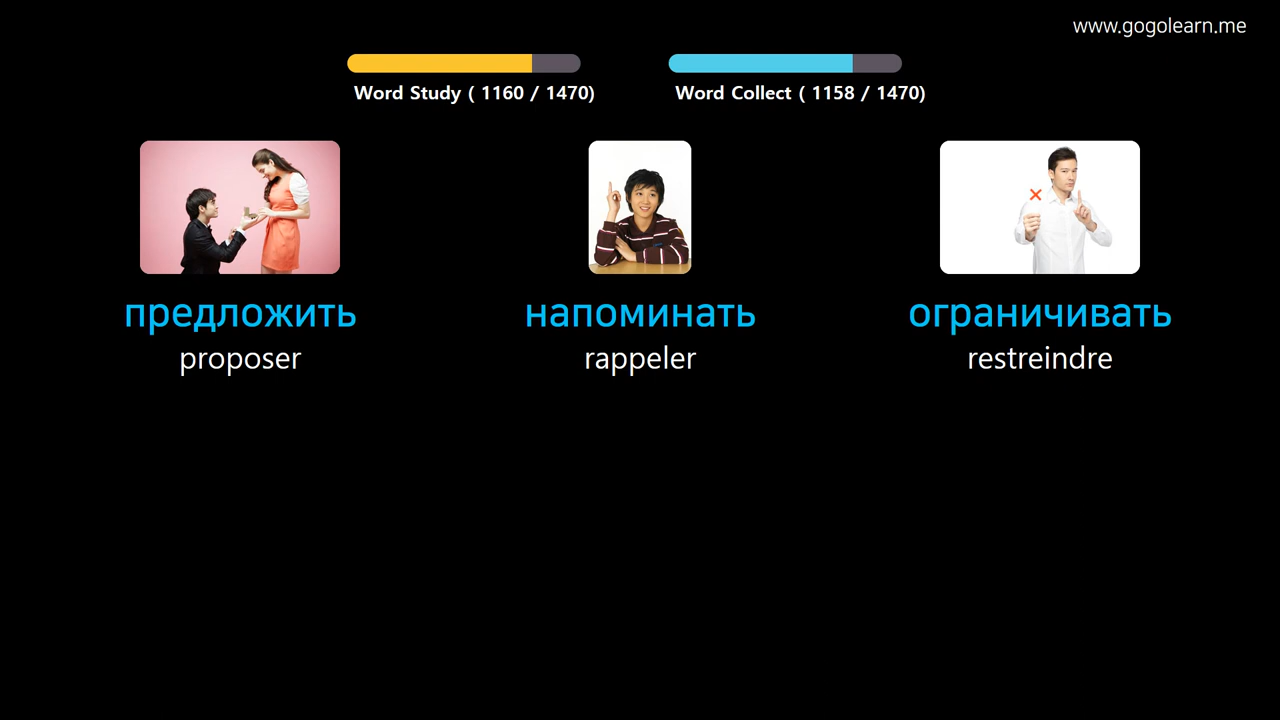 www.gogolearn.me
Word Study ( 1160 / 1470)
Word Collect ( 1158 / 1470)
предложить
напоминать
ограничивать
proposer
rappeler
restreindre